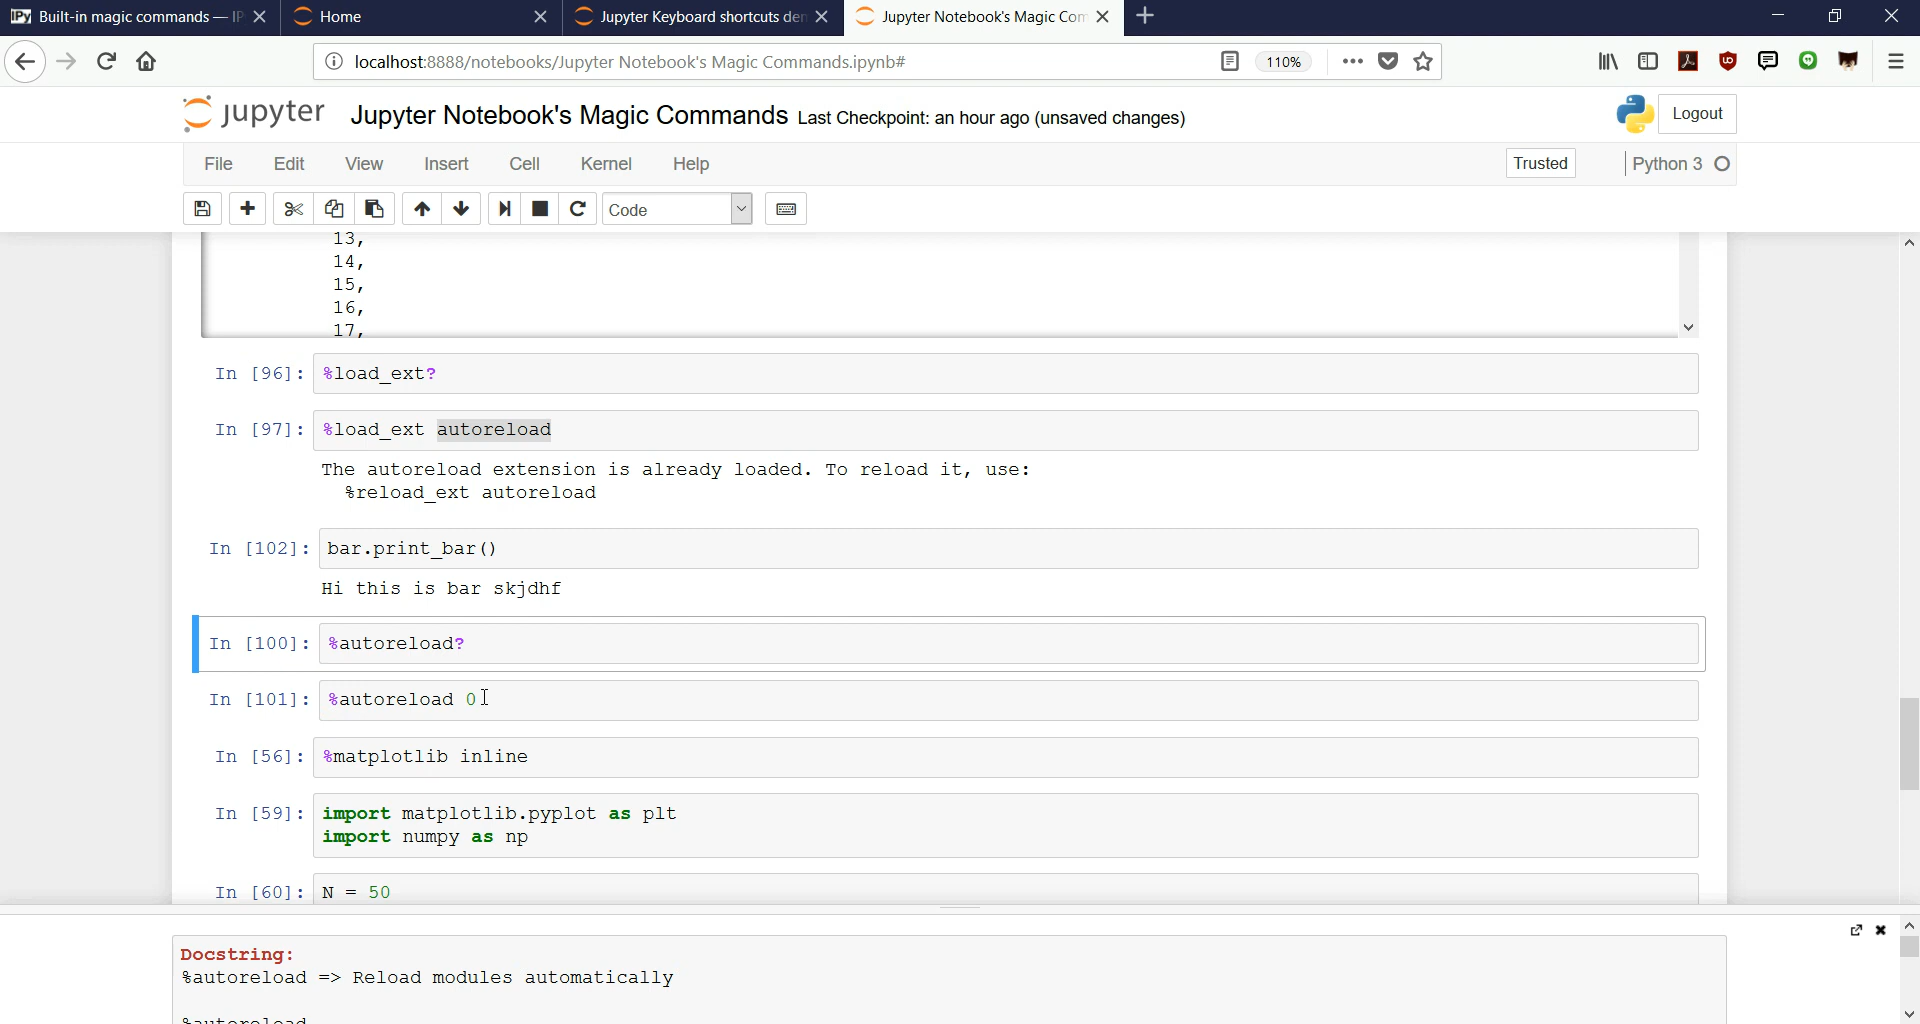 IPy Built-in magic commands — IP
Home
Jupyter Keyboard shortcuts den
Jupyter Notebook's Magic Com
localhost:8888/notebooks/Jupyter Notebook's Magic Commands.ipynb#
110%
jupyter
Jupyter Notebook's Magic Commands Last Checkpoint: an hour ago (unsaved changes)
Logout
File Edit View Insert Cell Kernel Help
Trusted
Python 3
Code
13,
14,
15,
16,
17,
In [96]: %load_ext?
In [97]: %load_ext autoreload
The autoreload extension is already loaded. To reload it, use:
%reload_ext autoreload
In [102]: bar.print_bar()
Hi this is bar skjdhf
In [100]: %autoreload?
In [101]: %autoreload 0
In [56]: %matplotlib inline
In [59]: import matplotlib.pyplot as plt
import numpy as np
In [60]: N = 50
Docstring:
%autoreload => Reload modules automatically
%autoreload